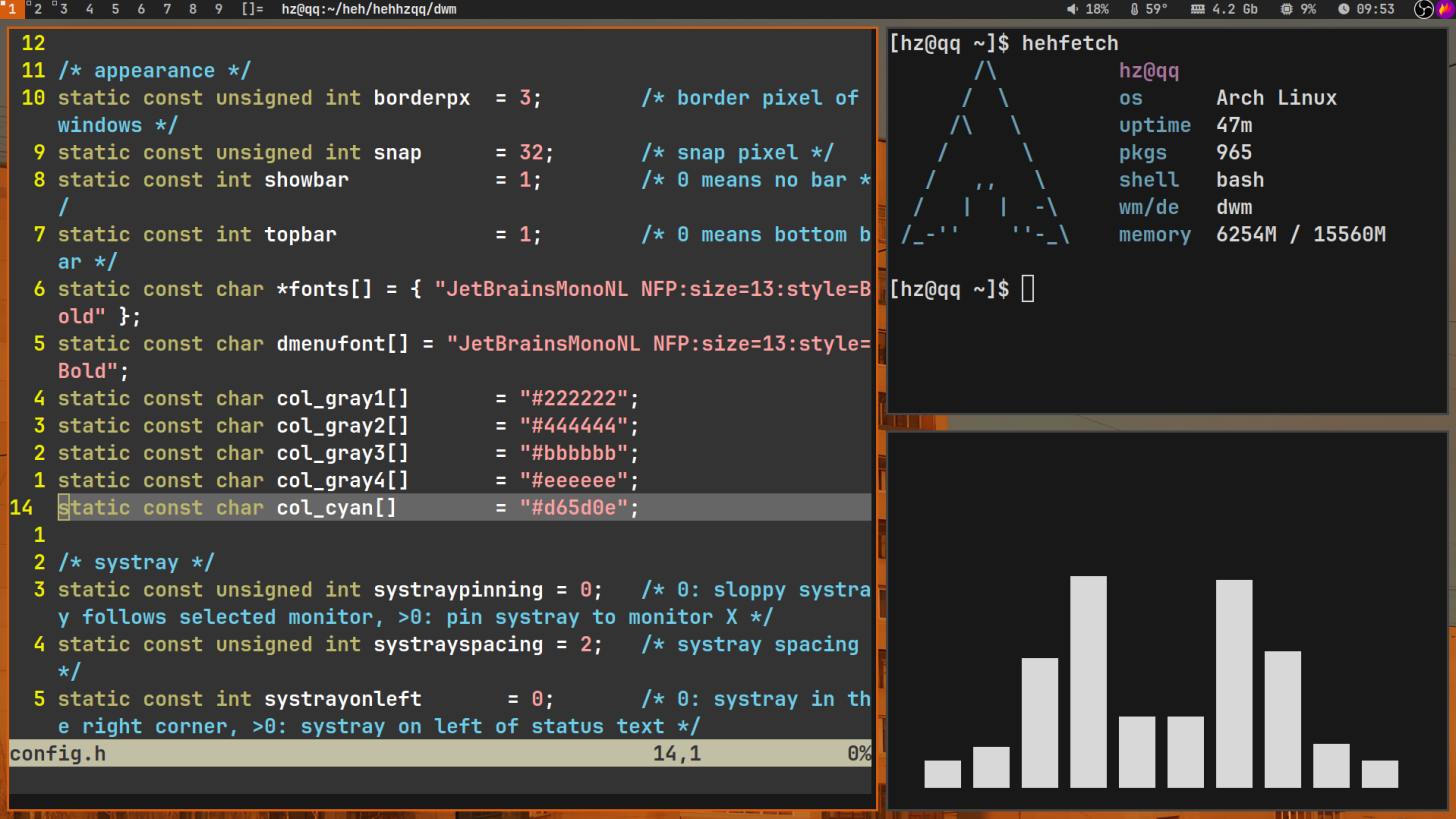 1 2 3 4 5 6 7 8 9 []= hz@qq:~/heh/hehhzqq/dwm 18% 59° 4.2 Gb 9% 09:53
12
11 /* appearance */
10 static const unsigned int borderpx  = 3;        /* border pixel of
windows */
9 static const unsigned int snap      = 32;       /* snap pixel */
8 static const int showbar            = 1;        /* 0 means no bar *
/
7 static const int topbar             = 1;        /* 0 means bottom b
ar */
6 static const char *fonts[] = { "JetBrainsMonoNL NFP:size=13:style=B
old" };
5 static const char dmenufont[] = "JetBrainsMonoNL NFP:size=13:style=
Bold";
4 static const char col_gray1[]       = "#222222";
3 static const char col_gray2[]       = "#444444";
2 static const char col_gray3[]       = "#bbbbbb";
1 static const char col_gray4[]       = "#eeeeee";
14 static const char col_cyan[]        = "#d65d0e";
1
2 /* systray */
3 static const unsigned int systraypinning = 0;   /* 0: sloppy systra
y follows selected monitor, >0: pin systray to monitor X */
4 static const unsigned int systrayspacing = 2;   /* systray spacing
*/
5 static const int systrayonleft       = 0;       /* 0: systray in th
e right corner, >0: systray on left of status text */
config.h 14,1 0%
[hz@qq ~]$ hehfetch
      /\          hz@qq
     /  \         os      Arch Linux
    /\   \        uptime  47m
   /      \       pkgs    965
  /   ,,   \      shell   bash
 /   |  |  -\     wm/de   dwm
/_-''    ''-_\    memory  6254M / 15560M
[hz@qq ~]$